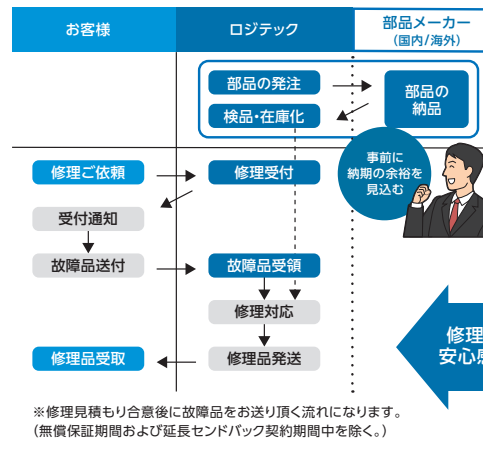 お客様
ロジテック
部品メーカー
(国内/海外)
部品の発注
検品・在庫化
部品の
納品
事前に
納期の余裕を
見込む
修理ご依頼
修理受付
受付通知
故障品送付
故障品受領
修理対応
修理品受取
修理品発送
修理
安心感
※修理見積もり合意後に故障品をお送り頂く流れになります。
(無償保証期間および延長センドバック契約期間中を除く。)